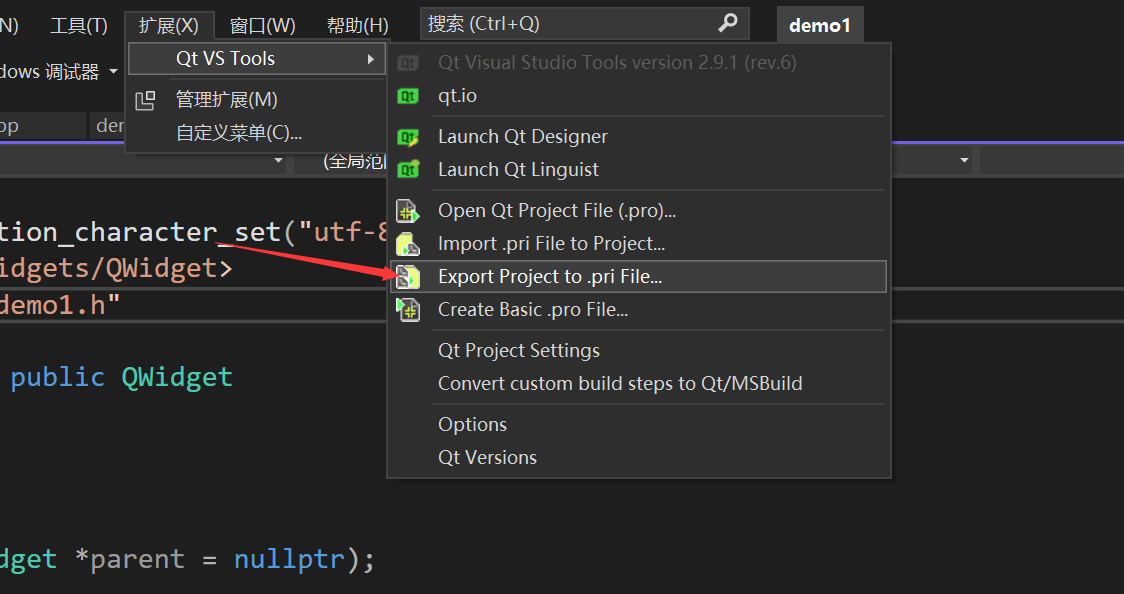 N) 工具(T) 扩展(X) 窗口(W) 帮助(H) 搜索 (Ctrl+Q) demo1
dows 调试器
Qt VS Tools
管理扩展(M)
自定义菜单(C)...
Qt Visual Studio Tools version 2.9.1 (rev.6)
qt.io
Launch Qt Designer
Launch Qt Linguist
Open Qt Project File (.pro)...
Import .pri File to Project...
Export Project to .pri File...
Create Basic .pro File...
Qt Project Settings
Convert custom build steps to Qt/MSBuild
Options
Qt Versions
pp der
(全局范
tion_character_set("utf-8
idgets/QWidget>
demo1.h"
public QWidget
dget *parent = nullptr);